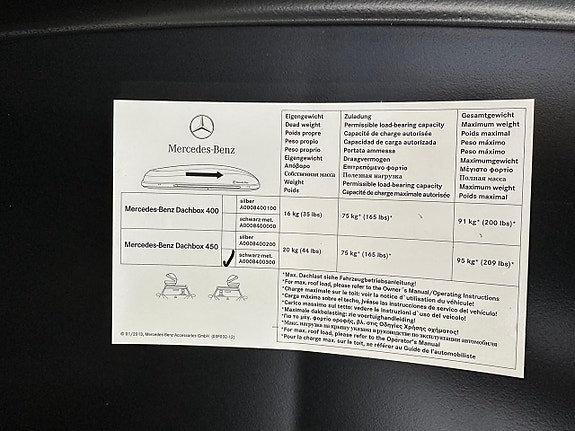 Mercedes-Benz
Eigengewicht
Dead weight
Poids propre
Peso propio
Peso proprio
Eigengewicht
Απόβαρο
Собственная масса
Weight
Poids
Zuladung
Permissible load-bearing capacity
Capacité de charge autorisée
Capacidad de carga autorizada
Portata ammessa
Draagvermogen
Επιτρεπόμενο φορτίο
Полезная нагрузка
Permissible load-bearing capacity
Capacité de charge maximale autorisée
Gesamtgewicht
Maximum weight
Poids maximal
Peso máximo
Peso máximo
Maximumgewicht
Μέγιστο φορτίο
Полная масса
Maximum weight
Poids maximal
Mercedes-Benz Dachbox 400
silber
A0008400100
schwarz met.
A0008400000
16 kg (35 lbs)
75 kg* (165 lbs)*
91 kg* (200 lbs)*
Mercedes-Benz Dachbox 450
silber
A0008400200
schwarz met.
A0008400300
20 kg (44 lbs)
75 kg* (165 lbs)*
95 kg* (209 lbs)*
*Max. Dachlast siehe Fahrzeugbetriebsanleitung!
*For max. roof load, please refer to the Owner´s Manual/Operating Instructions
*Charge maximale sur le toit: voir la notice d´utilisation du véhicule!
*Carga máxima sobre el techo, ¡véanse las instrucciones de servicio del vehículo!
*Carico massimo sul tetto: vedere le istruzioni d´uso del veicolo!
*Maximale dakbelasting: zie voertuighandleiding!
*Για το μέγ. φορτίο οροφής, βλ. στις Οδηγίες Χρήσης οχήματος!
*Макс. нагрузка на крышу указана в руководстве по эксплуатации автомобиля
*For max. roof load, please refer to the Operator's Manual
*Pour la charge max. sur le toit, se référer au Guide de l'automobiliste
© 01/2013, Mercedes-Benz Accessories GmbH,